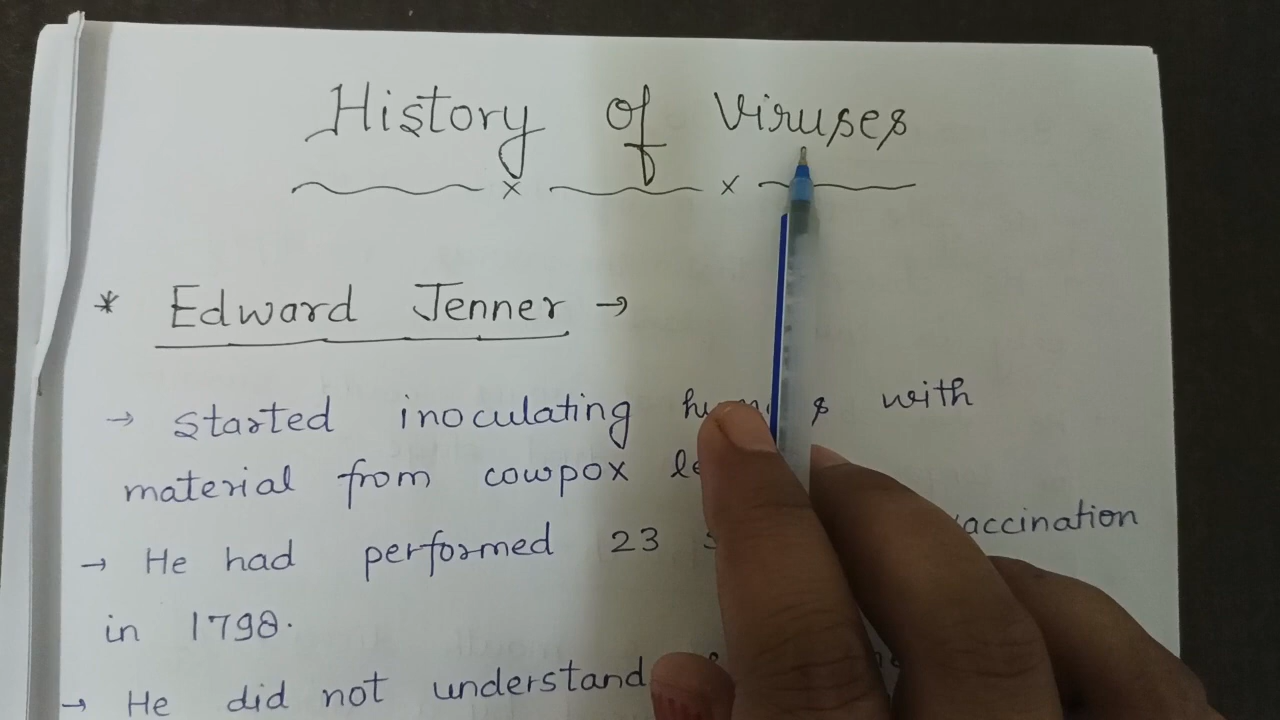 History of Viruses
* Edward Jenner →
→ started inoculating with
material from cowpox
→ He had performed 23 vaccination
in 1798.
→ He did not understand